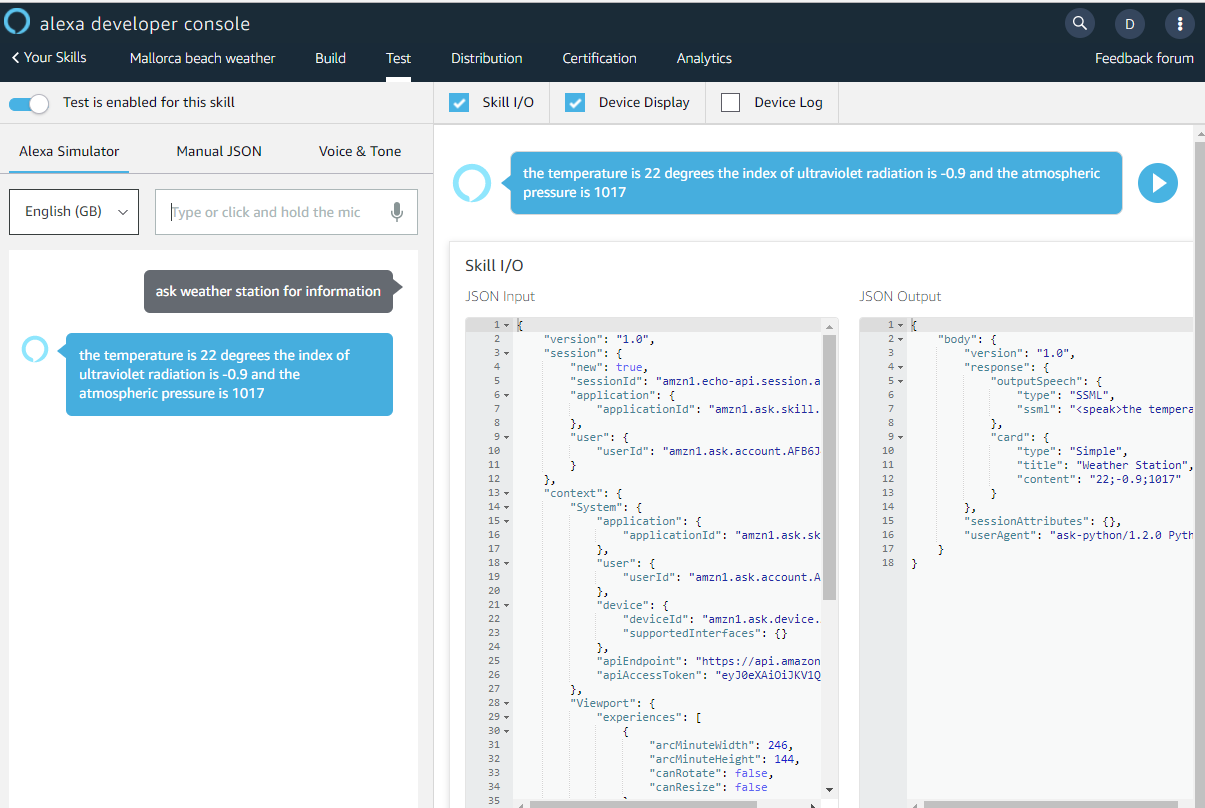 alexa developer console
D
Your Skills
Mallorca beach weather
Build
Test
Distribution
Certification
Analytics
Feedback forum
Test is enabled for this skill
Skill I/O
Device Display
Device Log
Alexa Simulator
Manual JSON
Voice & Tone
English (GB)
Type or click and hold the mic
ask weather station for information
the temperature is 22 degrees the index of
ultraviolet radiation is -0.9 and the
atmospheric pressure is 1017
the temperature is 22 degrees the index of ultraviolet radiation is -0.9 and the atmospheric
pressure is 1017
Skill I/O
JSON Input
1 {
2 "version": "1.0",
3 "session": {
4 "new": true,
5 "sessionId": "amzn1.echo-api.session.a
6 "application": {
7 "applicationId": "amzn1.ask.skill.
8 },
9 "user": {
10 "userId": "amzn1.ask.account.AFB6J
11 }
12 },
13 "context": {
14 "System": {
15 "application": {
16 "applicationId": "amzn1.ask.sk
17 },
18 "user": {
19 "userId": "amzn1.ask.account.A
20 },
21 "device": {
22 "deviceId": "amzn1.ask.device.
23 "supportedInterfaces": {}
24 },
25 "apiEndpoint": "https://api.amazon
26 "apiAccessToken": "eyJ0eXAiOiJKV1Q
27 },
28 "Viewport": {
29 "experiences": [
30 {
31 "arcMinuteWidth": 246,
32 "arcMinuteHeight": 144,
33 "canRotate": false,
34 "canResize": false
35
JSON Output
1 {
2 "body": {
3 "version": "1.0",
4 "response": {
5 "outputSpeech": {
6 "type": "SSML",
7 "ssml": "<speak>the tempera
8 },
9 "card": {
10 "type": "Simple",
11 "title": "Weather Station",
12 "content": "22;-0.9;1017"
13 }
14 },
15 "sessionAttributes": {},
16 "userAgent": "ask-python/1.2.0 Pyth
17 }
18 }